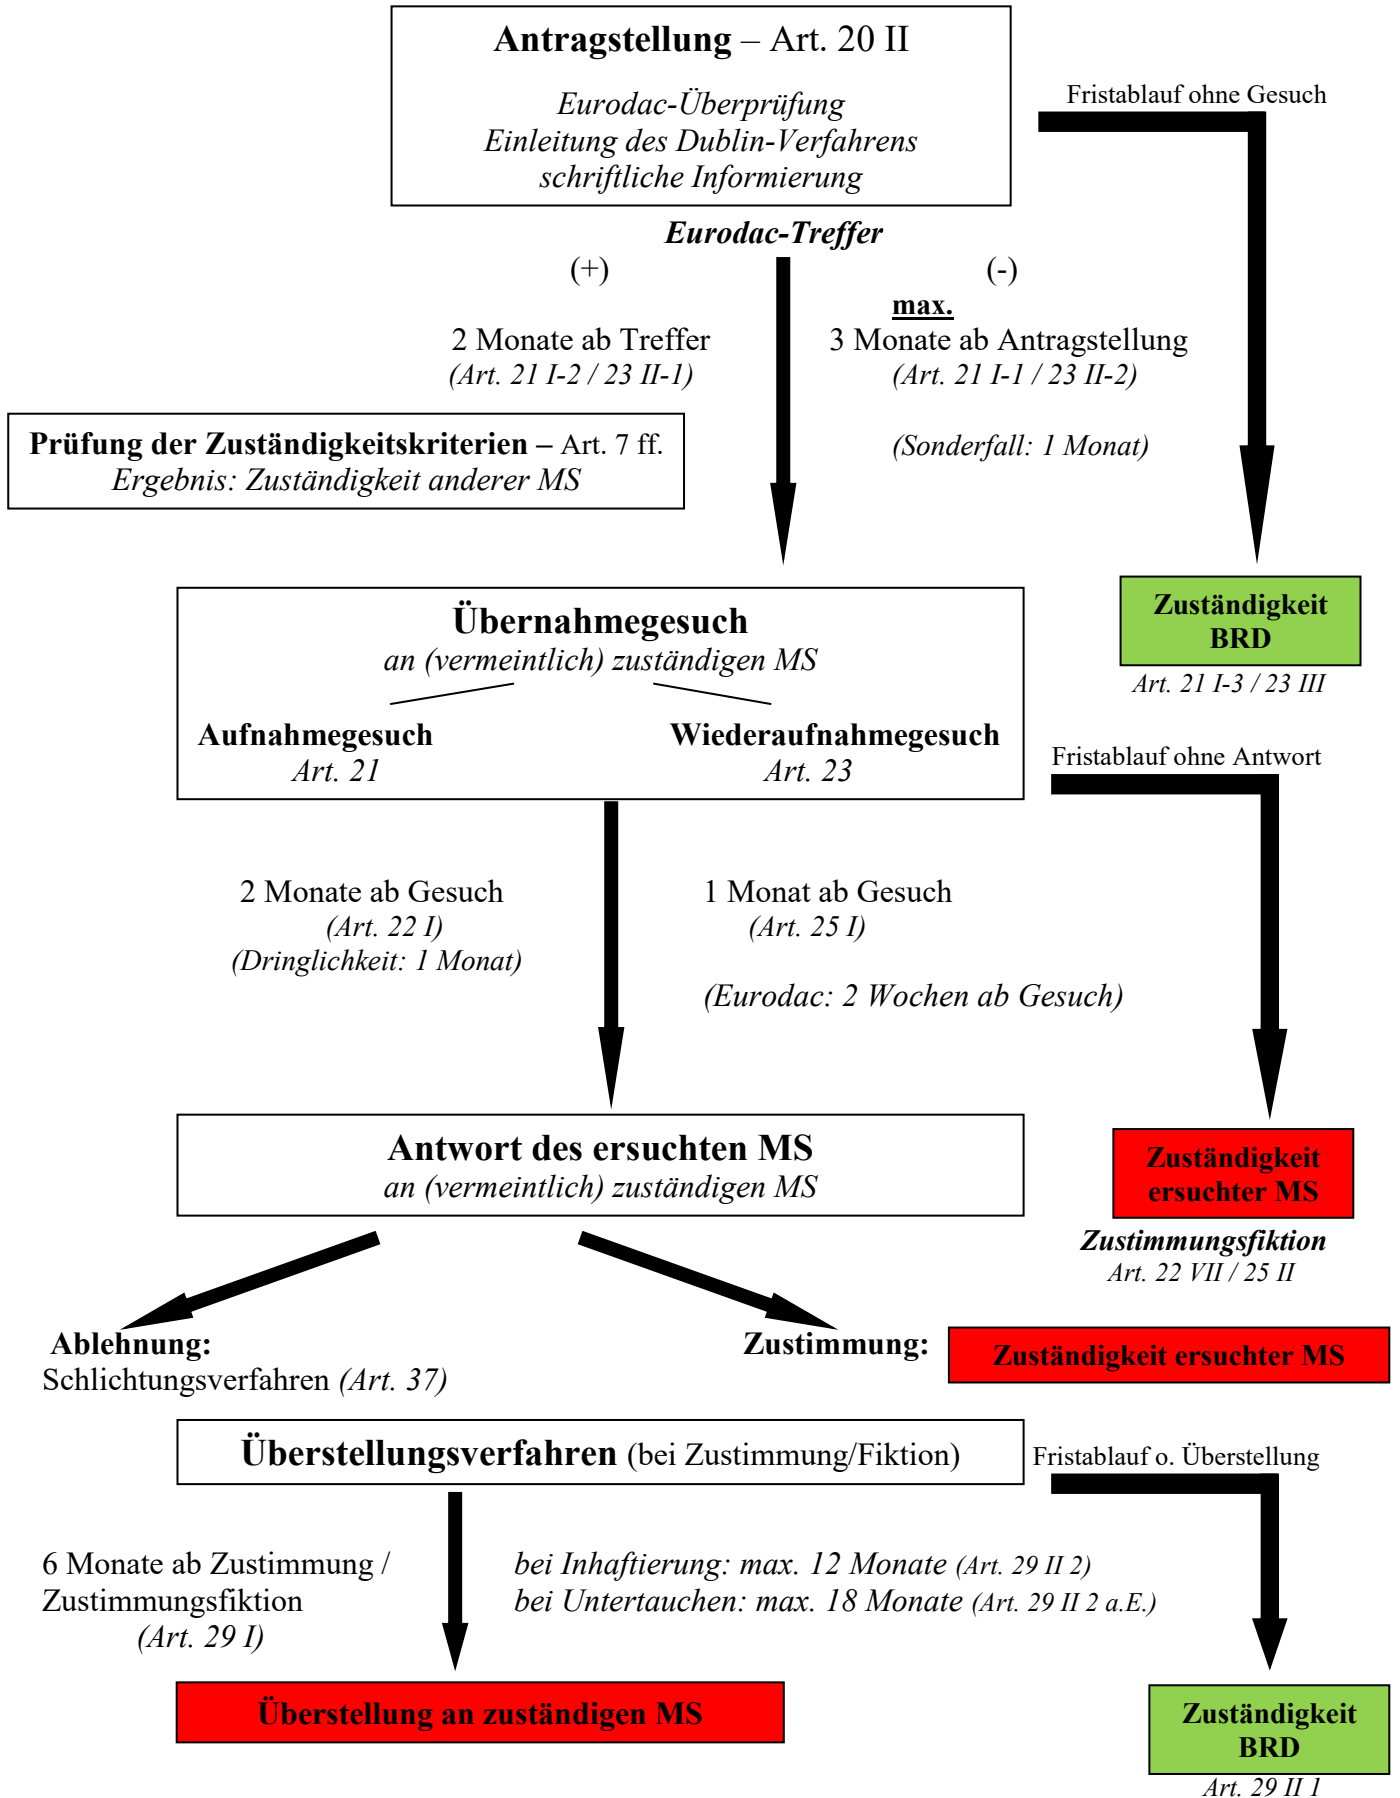 Antragstellung – Art. 20 II
Eurodac-Überprüfung
Einleitung des Dublin-Verfahrens
schriftliche Informierung
Fristablauf ohne Gesuch
Eurodac-Treffer
(+)
(-)
2 Monate ab Treffer
(Art. 21 I-2 / 23 II-1)
max.
3 Monate ab Antragstellung
(Art. 21 I-1 / 23 II-2)
(Sonderfall: 1 Monat)
Prüfung der Zuständigkeitskriterien – Art. 7 ff.
Ergebnis: Zuständigkeit anderer MS
Zuständigkeit
BRD
Art. 21 I-3 / 23 III
Übernahmegesuch
an (vermeintlich) zuständigen MS
Aufnahmegesuch
Art. 21
Wiederaufnahmegesuch
Art. 23
Fristablauf ohne Antwort
2 Monate ab Gesuch
(Art. 22 I)
(Dringlichkeit: 1 Monat)
1 Monat ab Gesuch
(Art. 25 I)
(Eurodac: 2 Wochen ab Gesuch)
Antwort des ersuchten MS
an (vermeintlich) zuständigen MS
Zuständigkeit
ersuchter MS
Zustimmungsfiktion
Art. 22 VII / 25 II
Ablehnung:
Schlichtungsverfahren (Art. 37)
Zustimmung:
Zuständigkeit ersuchter MS
Überstellungsverfahren (bei Zustimmung/Fiktion)
Fristablauf o. Überstellung
6 Monate ab Zustimmung /
Zustimmungsfiktion
(Art. 29 I)
bei Inhaftierung: max. 12 Monate (Art. 29 II 2)
bei Untertauchen: max. 18 Monate (Art. 29 II 2 a.E.)
Überstellung an zuständigen MS
Zuständigkeit
BRD
Art. 29 II 1